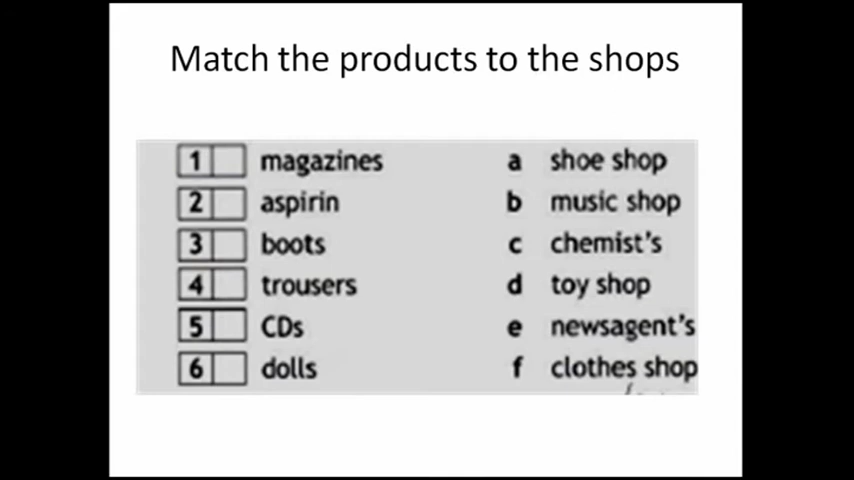 Match the products to the shops
1 magazines a shoe shop
2 aspirin b music shop
3 boots c chemist's
4 trousers d toy shop
5 CDs e newsagent's
6 dolls f clothes shop